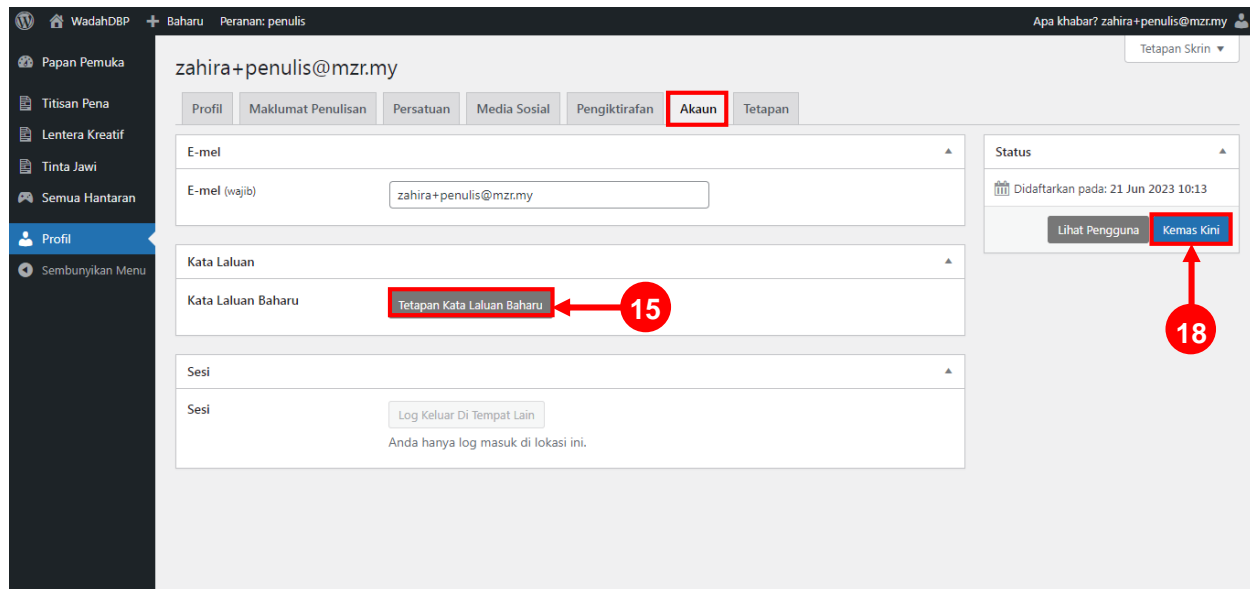 WadahDBP
Baharu
Peranan: penulis
Apa khabar? zahira+penulis@mzr.my
Tetapan Skrin
Papan Pemuka
Titisan Pena
Lentera Kreatif
Tinta Jawi
Semua Hantaran
Profil
Sembunyikan Menu
zahira+penulis@mzr.my
Profil
Maklumat Penulisan
Persatuan
Media Sosial
Pengiktirafan
Akaun
Tetapan
E-mel
E-mel (wajib)
zahira+penulis@mzr.my
Kata Laluan
Kata Laluan Baharu
Tetapan Kata Laluan Baharu
15
Sesi
Sesi
Log Keluar Di Tempat Lain
Anda hanya log masuk di lokasi ini.
Status
Didaftarkan pada: 21 Jun 2023 10:13
Lihat Pengguna
Kemas Kini
18